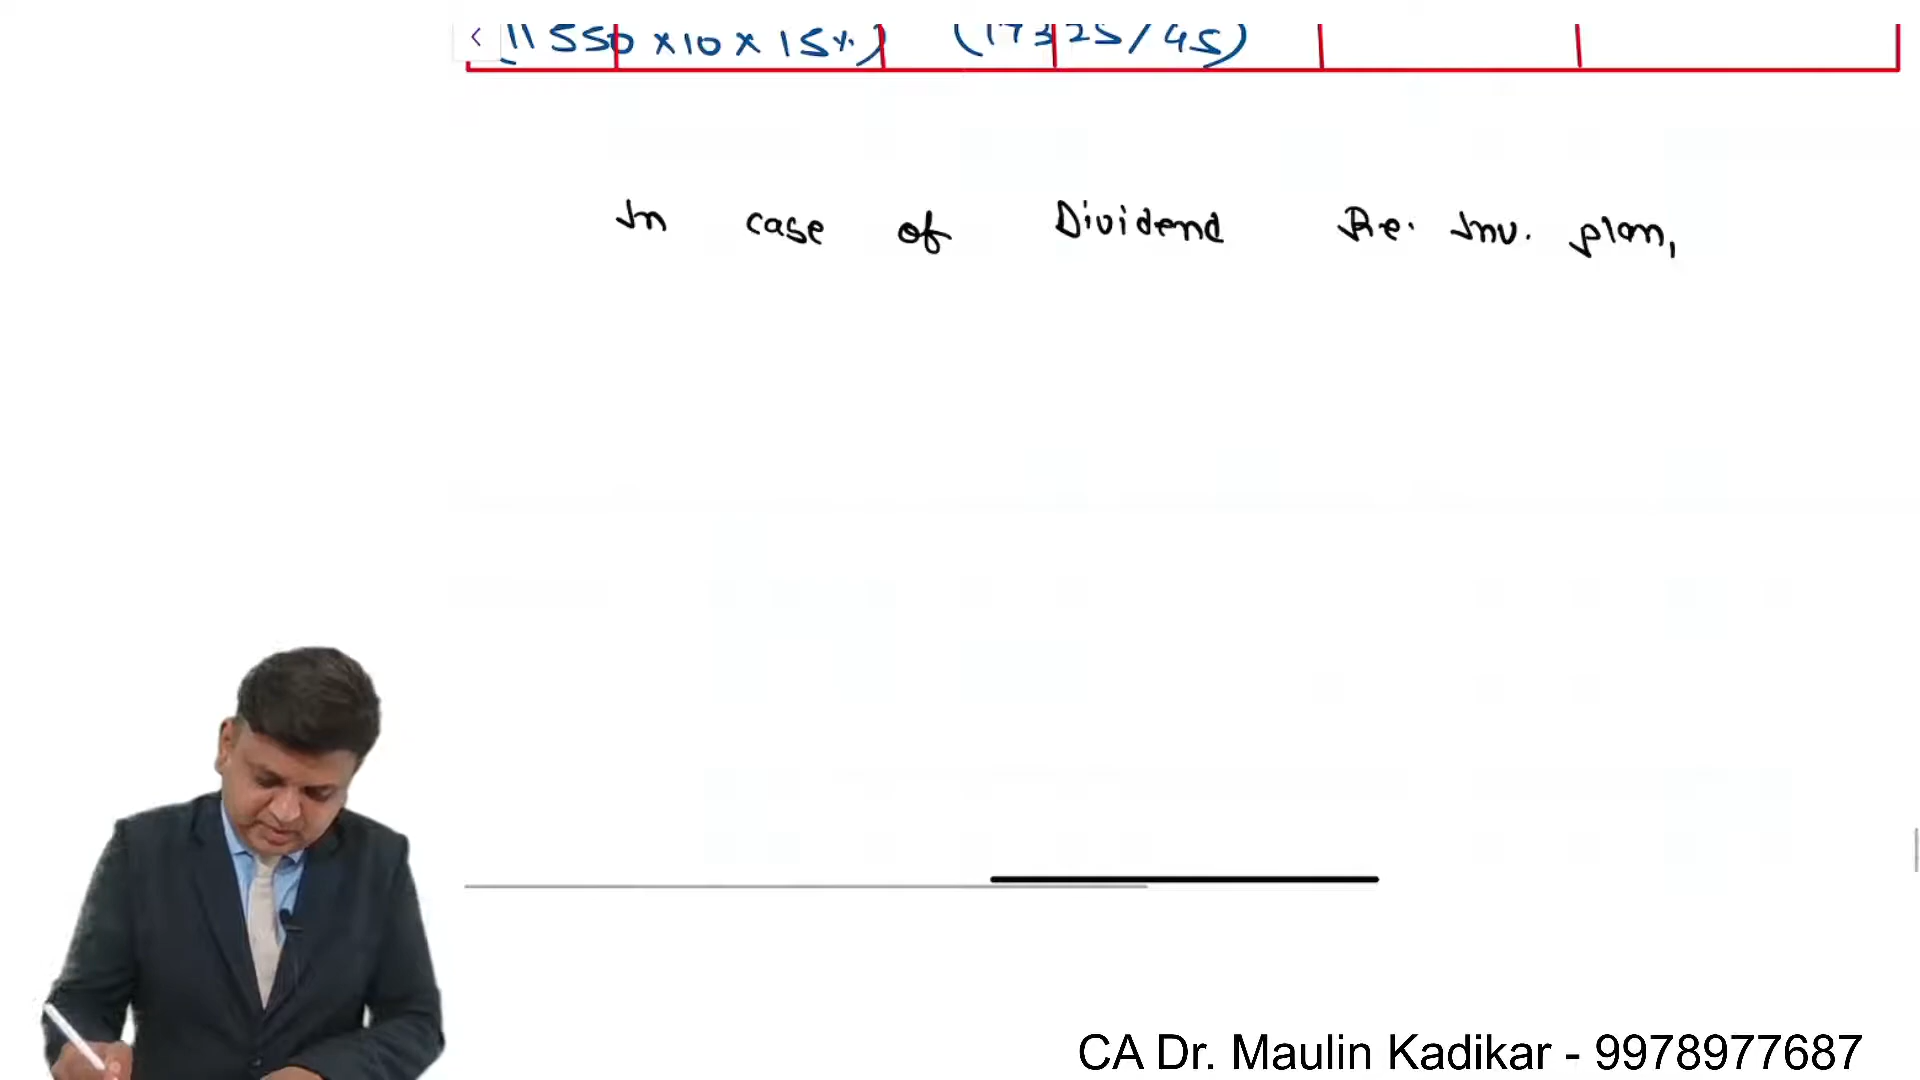 (11550 × 10 × 15%) (17325/45)
In case of Dividend Re. Inv. plan,
CA Dr. Maulin Kadikar - 9978977687